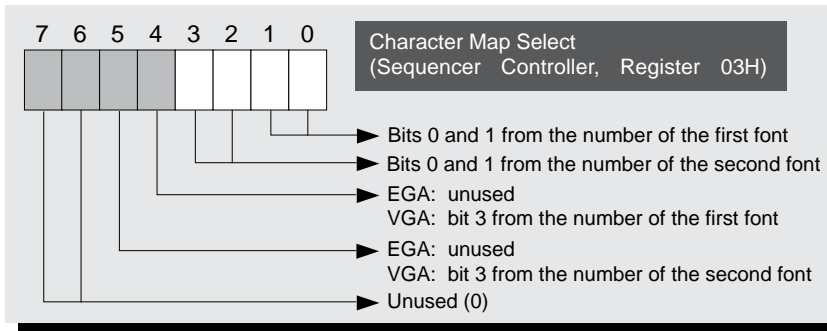 7 6 5 4 3 2 1 0
Character Map Select
(Sequencer Controller, Register 03H)
Bits 0 and 1 from the number of the first font
Bits 0 and 1 from the number of the second font
EGA: unused
VGA: bit 3 from the number of the first font
EGA: unused
VGA: bit 3 from the number of the second font
Unused (0)